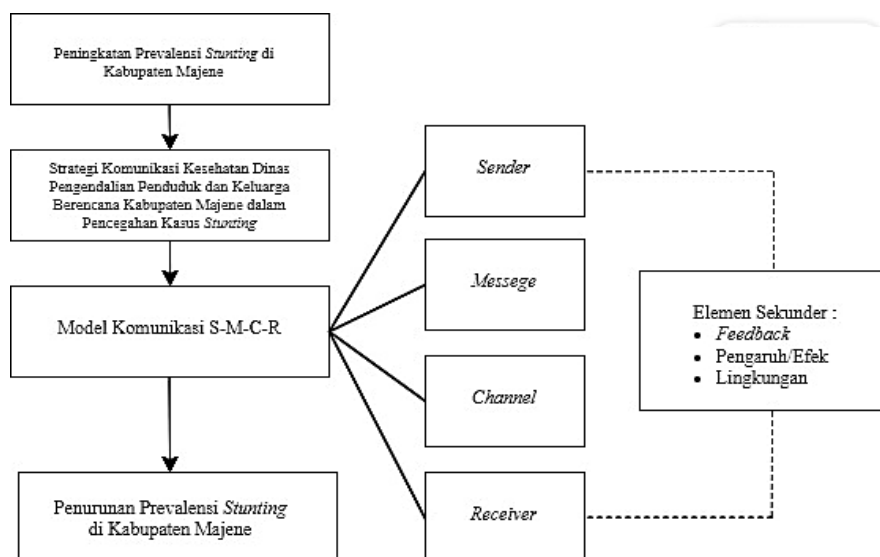 Peningkatan Prevalensi Stunting di
Kabupaten Majene
Strategi Komunikasi Kesehatan Dinas
Pengendalian Penduduk dan Keluarga
Berencana Kabupaten Majene dalam
Pencegahan Kasus Stunting
Model Komunikasi S-M-C-R
Penurunan Prevalensi Stunting
di Kabupaten Majene
Sender
Messege
Channel
Receiver
Elemen Sekunder :
• Feedback
• Pengaruh/Efek
• Lingkungan